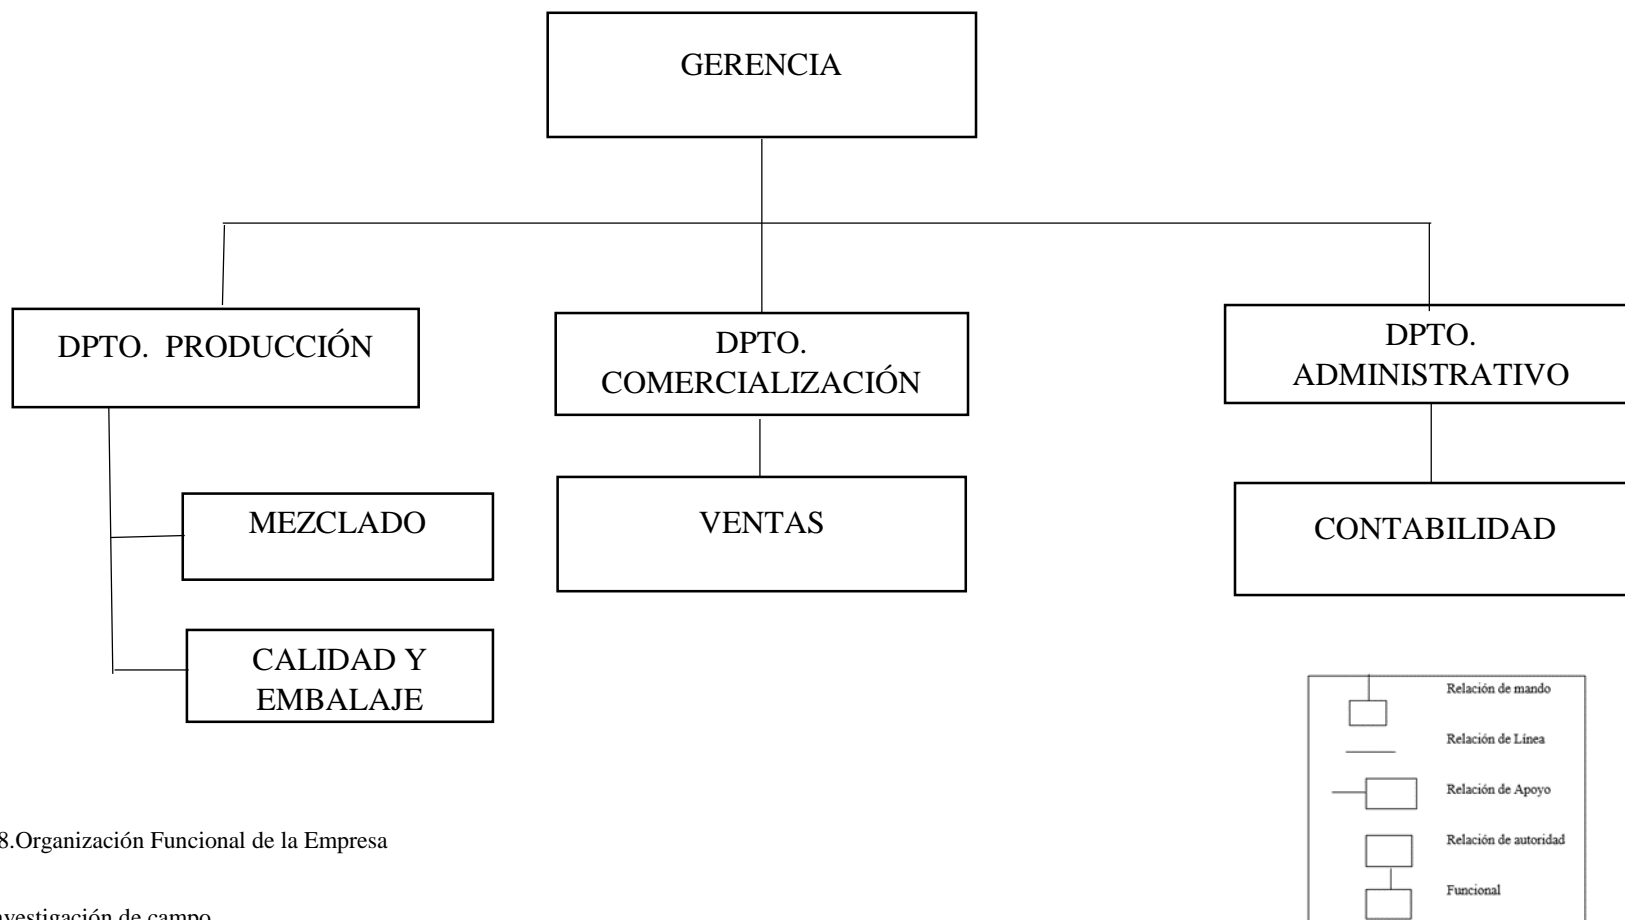 GERENCIA
DPTO. PRODUCCIÓN
DPTO.
COMERCIALIZACIÓN
DPTO.
ADMINISTRATIVO
MEZCLADO
VENTAS
CONTABILIDAD
CALIDAD Y
EMBALAJE
Relación de mando
Relación de Línea
Relación de Apoyo
Relación de autoridad
Funcional
8.Organización Funcional de la Empresa
vestigación de campo